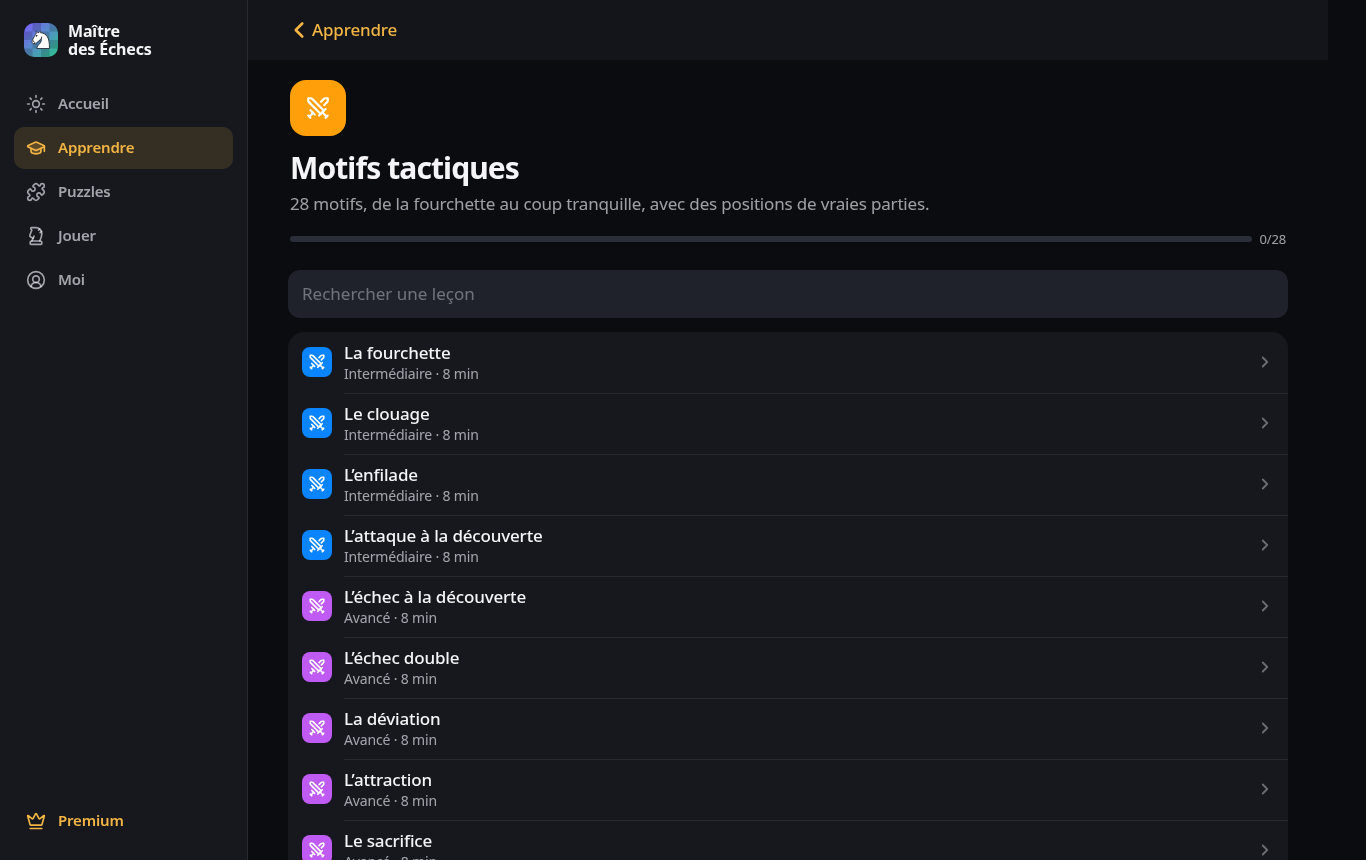 Maître
des Échecs
Accueil
Apprendre
Puzzles
Jouer
Moi
Premium
Apprendre
Motifs tactiques
28 motifs, de la fourchette au coup tranquille, avec des positions de vraies parties.
0/28
Rechercher une leçon
La fourchette
Intermédiaire · 8 min
Le clouage
Intermédiaire · 8 min
L’enfilade
Intermédiaire · 8 min
L’attaque à la découverte
Intermédiaire · 8 min
L’échec à la découverte
Avancé · 8 min
L’échec double
Avancé · 8 min
La déviation
Avancé · 8 min
L’attraction
Avancé · 8 min
Le sacrifice
Avancé · 8 min